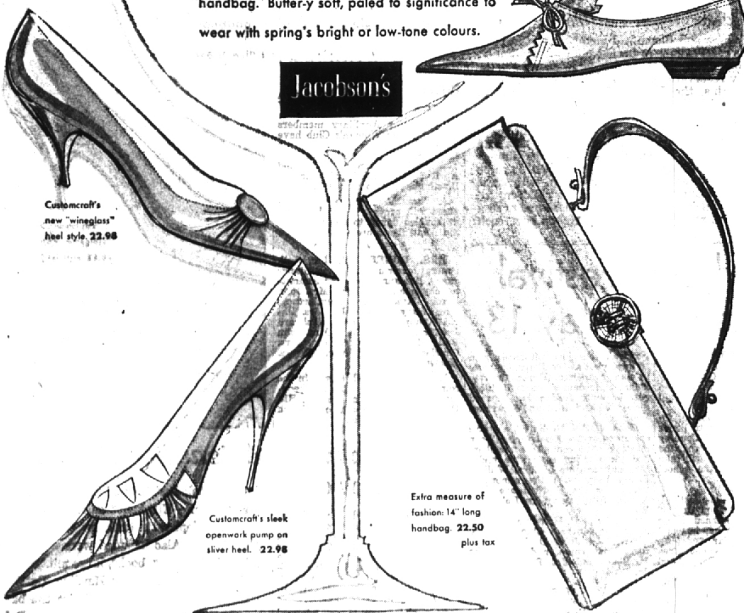 handbag. Butter-y soft, paled to significance to
wear with spring's bright or low-tone colours.
Jacobson's
Customcraft's
new "wineglass"
heel style. 22.98
Customcraft's sleek
openwork pump on
sliver heel. 22.98
Extra measure of
fashion: 14" long
handbag. 22.50
plus tax